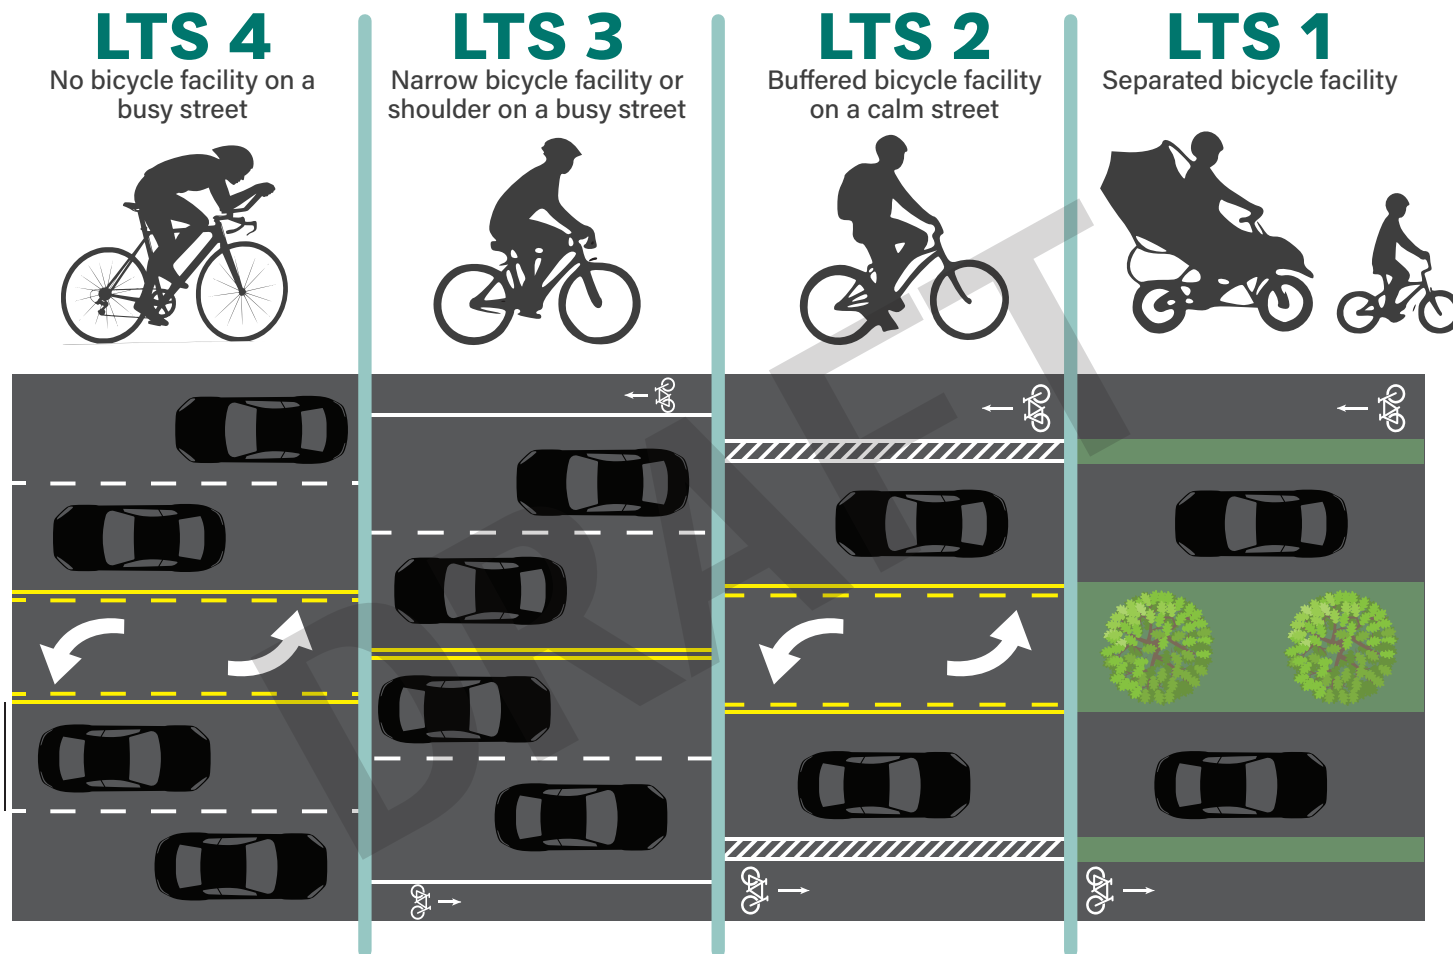 LTS 4
No bicycle facility on a
busy street
LTS 3
Narrow bicycle facility or
shoulder on a busy street
LTS 2
Buffered bicycle facility
on a calm street
LTS 1
Separated bicycle facility
DRAFT